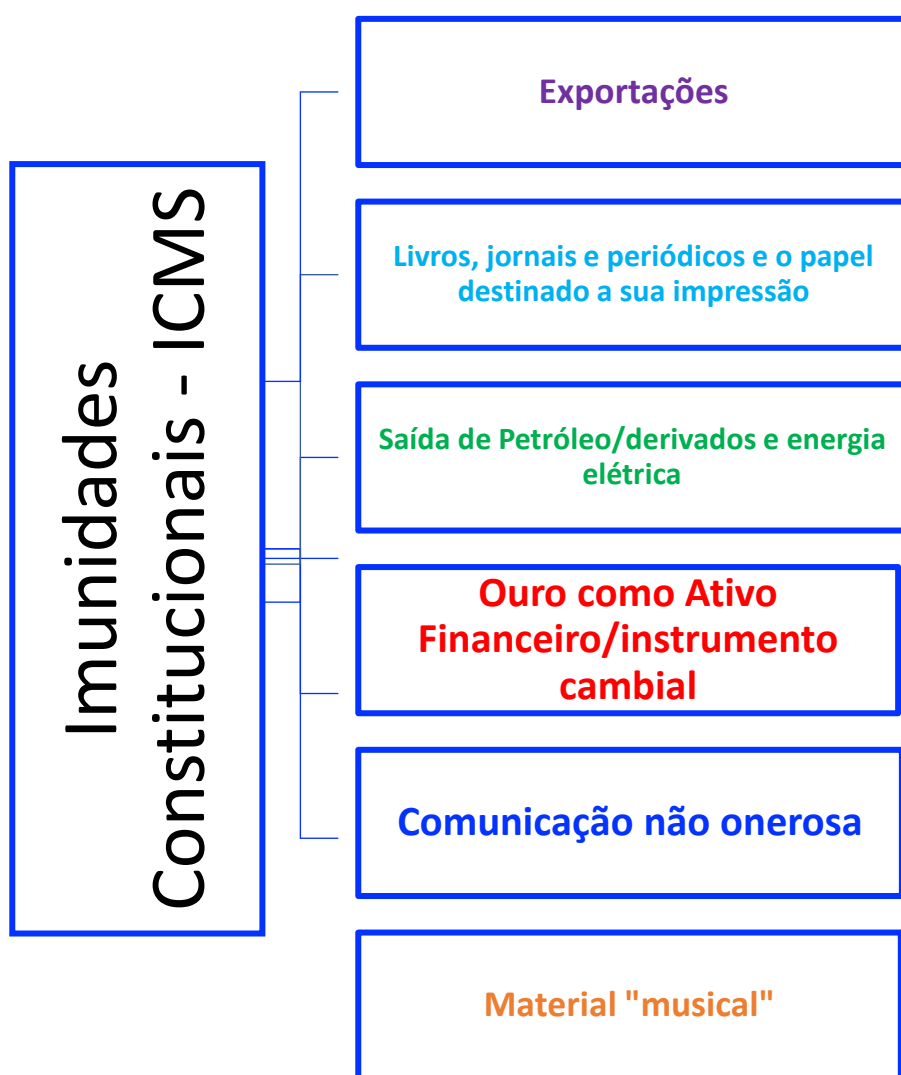 Imunidades
Constitucionais - ICMS
Exportações
Livros, jornais e periódicos e o papel
destinado a sua impressão
Saída de Petróleo/derivados e energia
elétrica
Ouro como Ativo
Financeiro/instrumento
cambial
Comunicação não onerosa
Material "musical"